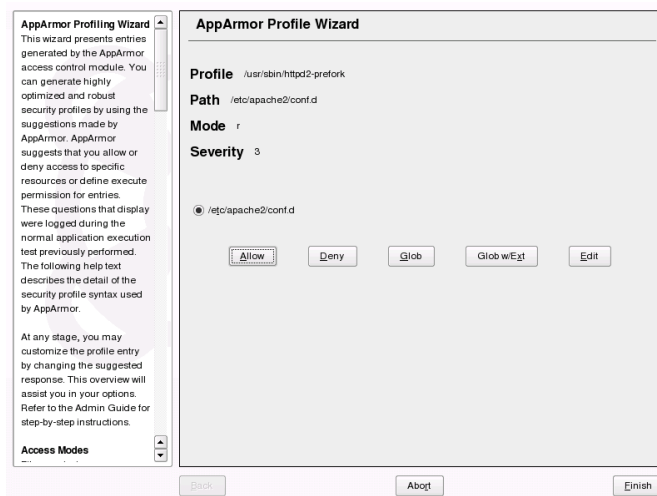 AppArmor Profiling Wizard
This wizard presents entries
generated by the AppArmor
access control module. You
can generate highly
optimized and robust
security profiles by using the
suggestions made by
AppArmor. AppArmor
suggests that you allow or
deny access to specific
resources or define execute
permission for entries.
These questions that display
were logged during the
normal application execution
test previously performed.
The following help text
describes the detail of the
security profile syntax used
by AppArmor.
At any stage, you may
customize the profile entry
by changing the suggested
response. This overview will
assist you in your options.
Refer to the Admin Guide for
step-by-step instructions.
Access Modes
AppArmor Profile Wizard
Profile /usr/sbin/httpd2-prefork
Path /etc/apache2/conf.d
Mode r
Severity 3
/etc/apache2/conf.d
Allow Deny Glob Glob w/Ext Edit
Back Abort Finish